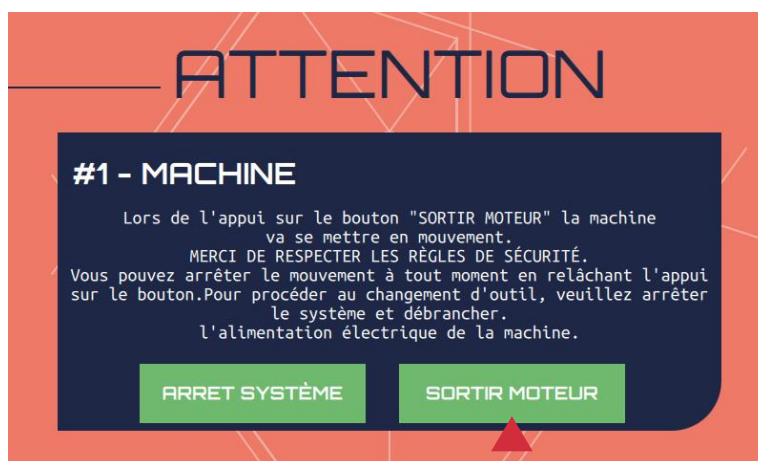 ATTENTION
#1 - MACHINE
Lors de l'appui sur le bouton "SORTIR MOTEUR" la machine
va se mettre en mouvement.
MERCI DE RESPECTER LES RÈGLES DE SÉCURITÉ.
Vous pouvez arrêter le mouvement à tout moment en relâchant l'appui
sur le bouton.Pour procéder au changement d'outil, veuillez arrêter
le système et débrancher.
l'alimentation électrique de la machine.
ARRET SYSTÈME
SORTIR MOTEUR